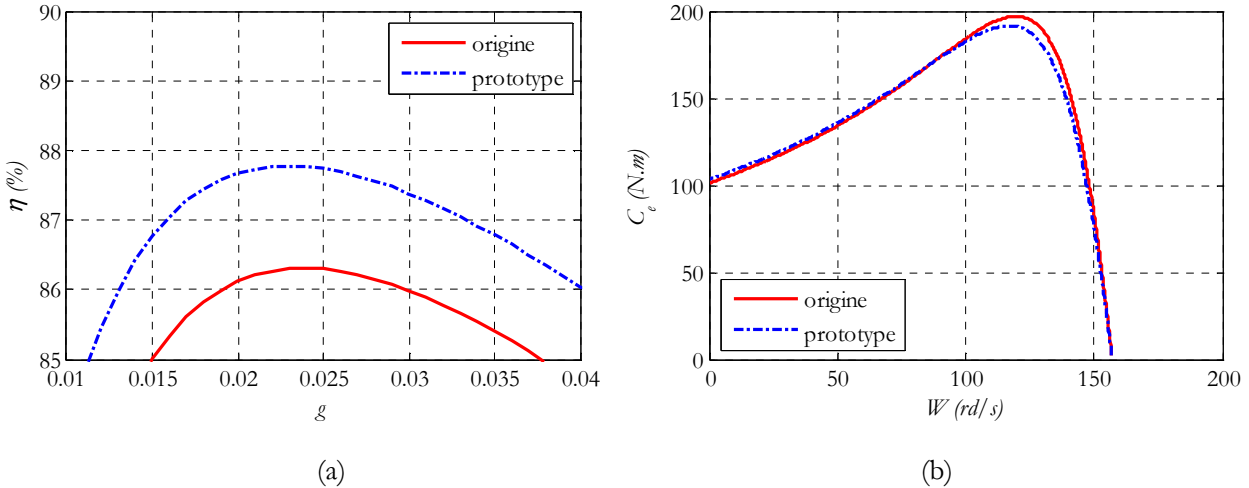 90
89
88
87
86
85
η (%)
0.01
0.015
0.02
0.025
0.03
0.035
0.04
g
origine
prototype
(a)
200
150
100
50
0
C_e (N.m)
0
50
100
150
200
W (rd/s)
origine
prototype
(b)